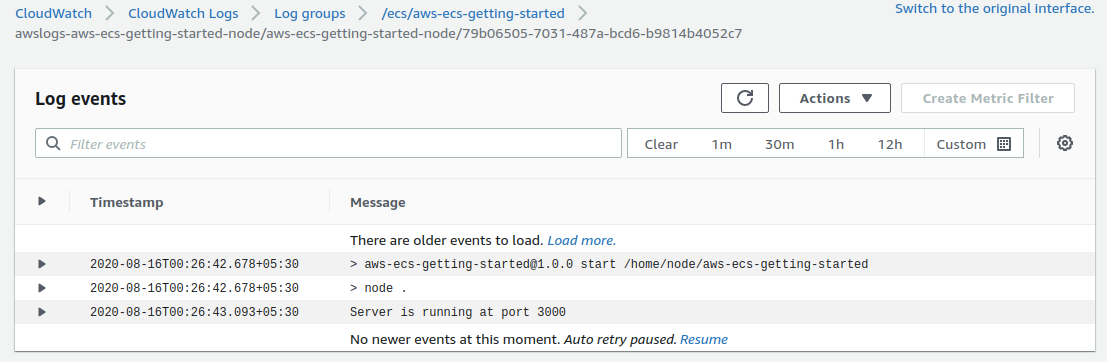 CloudWatch CloudWatch Logs Log groups /ecs/aws-ecs-getting-started Switch to the original interface.
awslogs-aws-ecs-getting-started-node/aws-ecs-getting-started-node/79b06505-7031-487a-bcd6-b9814b4052c7
Log events Actions Create Metric Filter
Filter events Clear 1m 30m 1h 12h Custom
Timestamp Message
There are older events to load. Load more.
2020-08-16T00:26:42.678+05:30 > aws-ecs-getting-started@1.0.0 start /home/node/aws-ecs-getting-started
2020-08-16T00:26:42.678+05:30 > node .
2020-08-16T00:26:43.093+05:30 Server is running at port 3000
No newer events at this moment. Auto retry paused. Resume